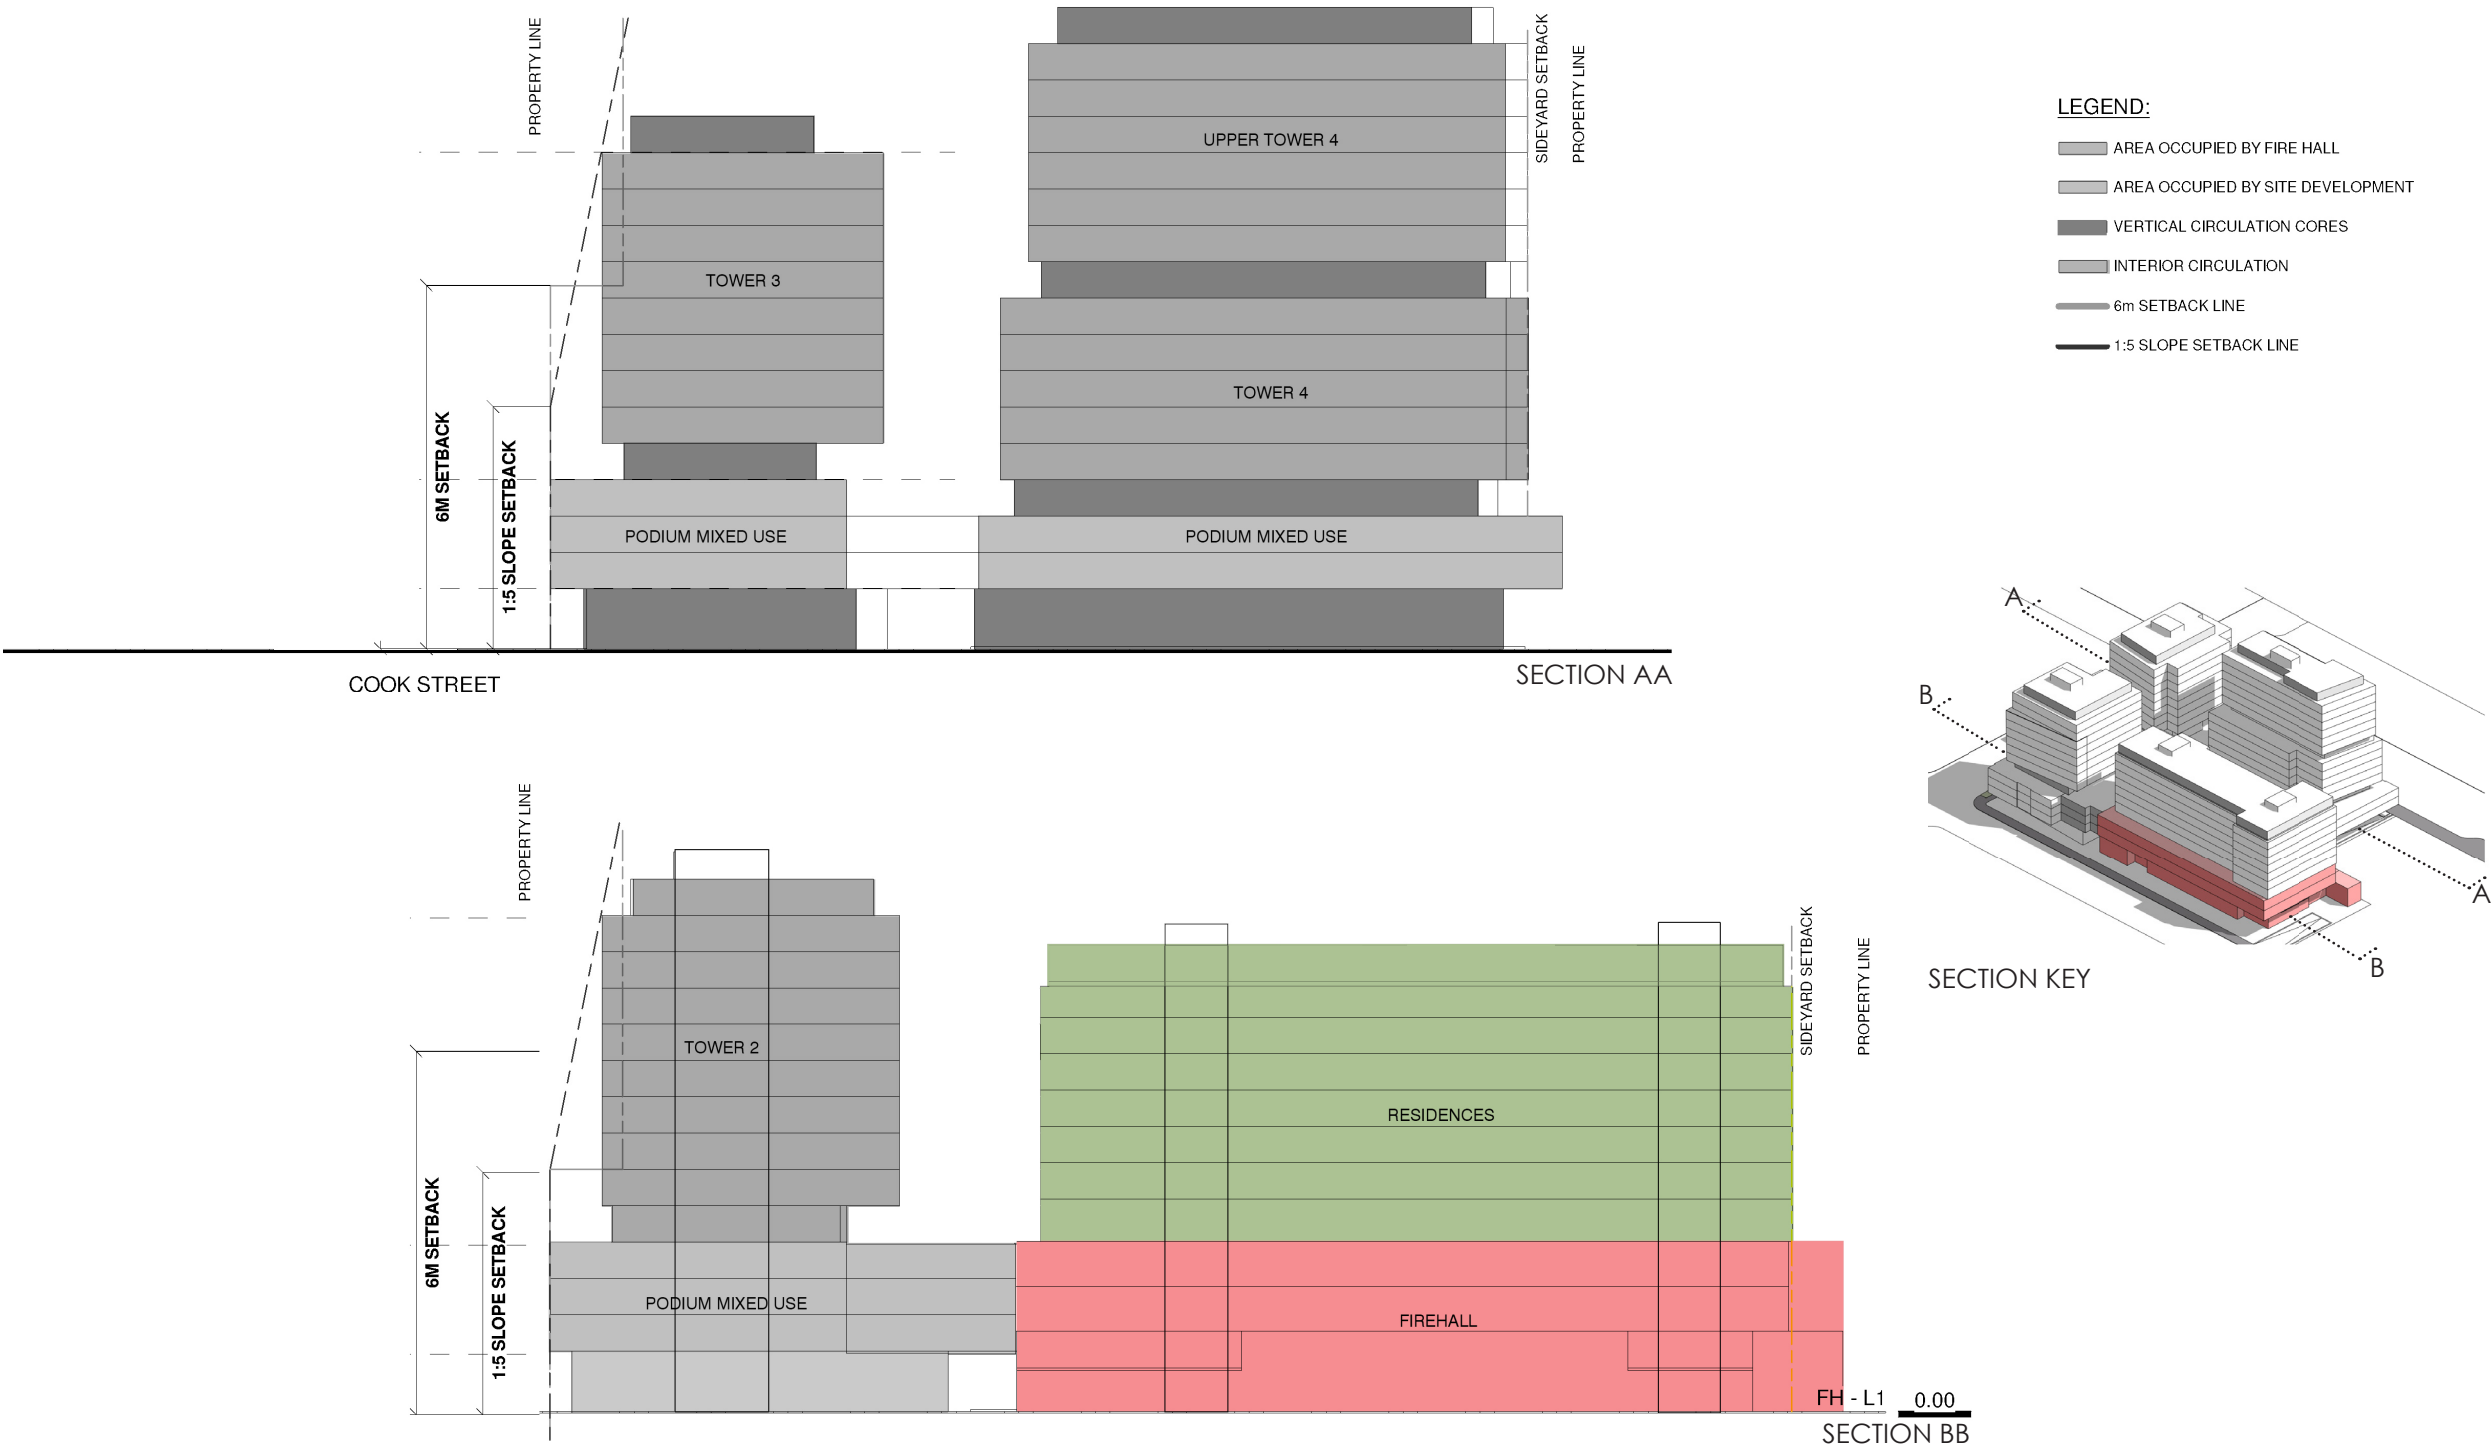 PROPERTY LINE
SIDEYARD SETBACK
PROPERTY LINE
UPPER TOWER 4
TOWER 3
TOWER 4
6M SETBACK
1:5 SLOPE SETBACK
PODIUM MIXED USE
PODIUM MIXED USE
SECTION AA
COOK STREET
LEGEND:
AREA OCCUPIED BY FIRE HALL
AREA OCCUPIED BY SITE DEVELOPMENT
VERTICAL CIRCULATION CORES
INTERIOR CIRCULATION
6m SETBACK LINE
1:5 SLOPE SETBACK LINE
A
B
A
B
SECTION KEY
PROPERTY LINE
SIDEYARD SETBACK
PROPERTY LINE
TOWER 2
RESIDENCES
6M SETBACK
1:5 SLOPE SETBACK
PODIUM MIXED USE
FIREHALL
FH - L1 0.00
SECTION BB